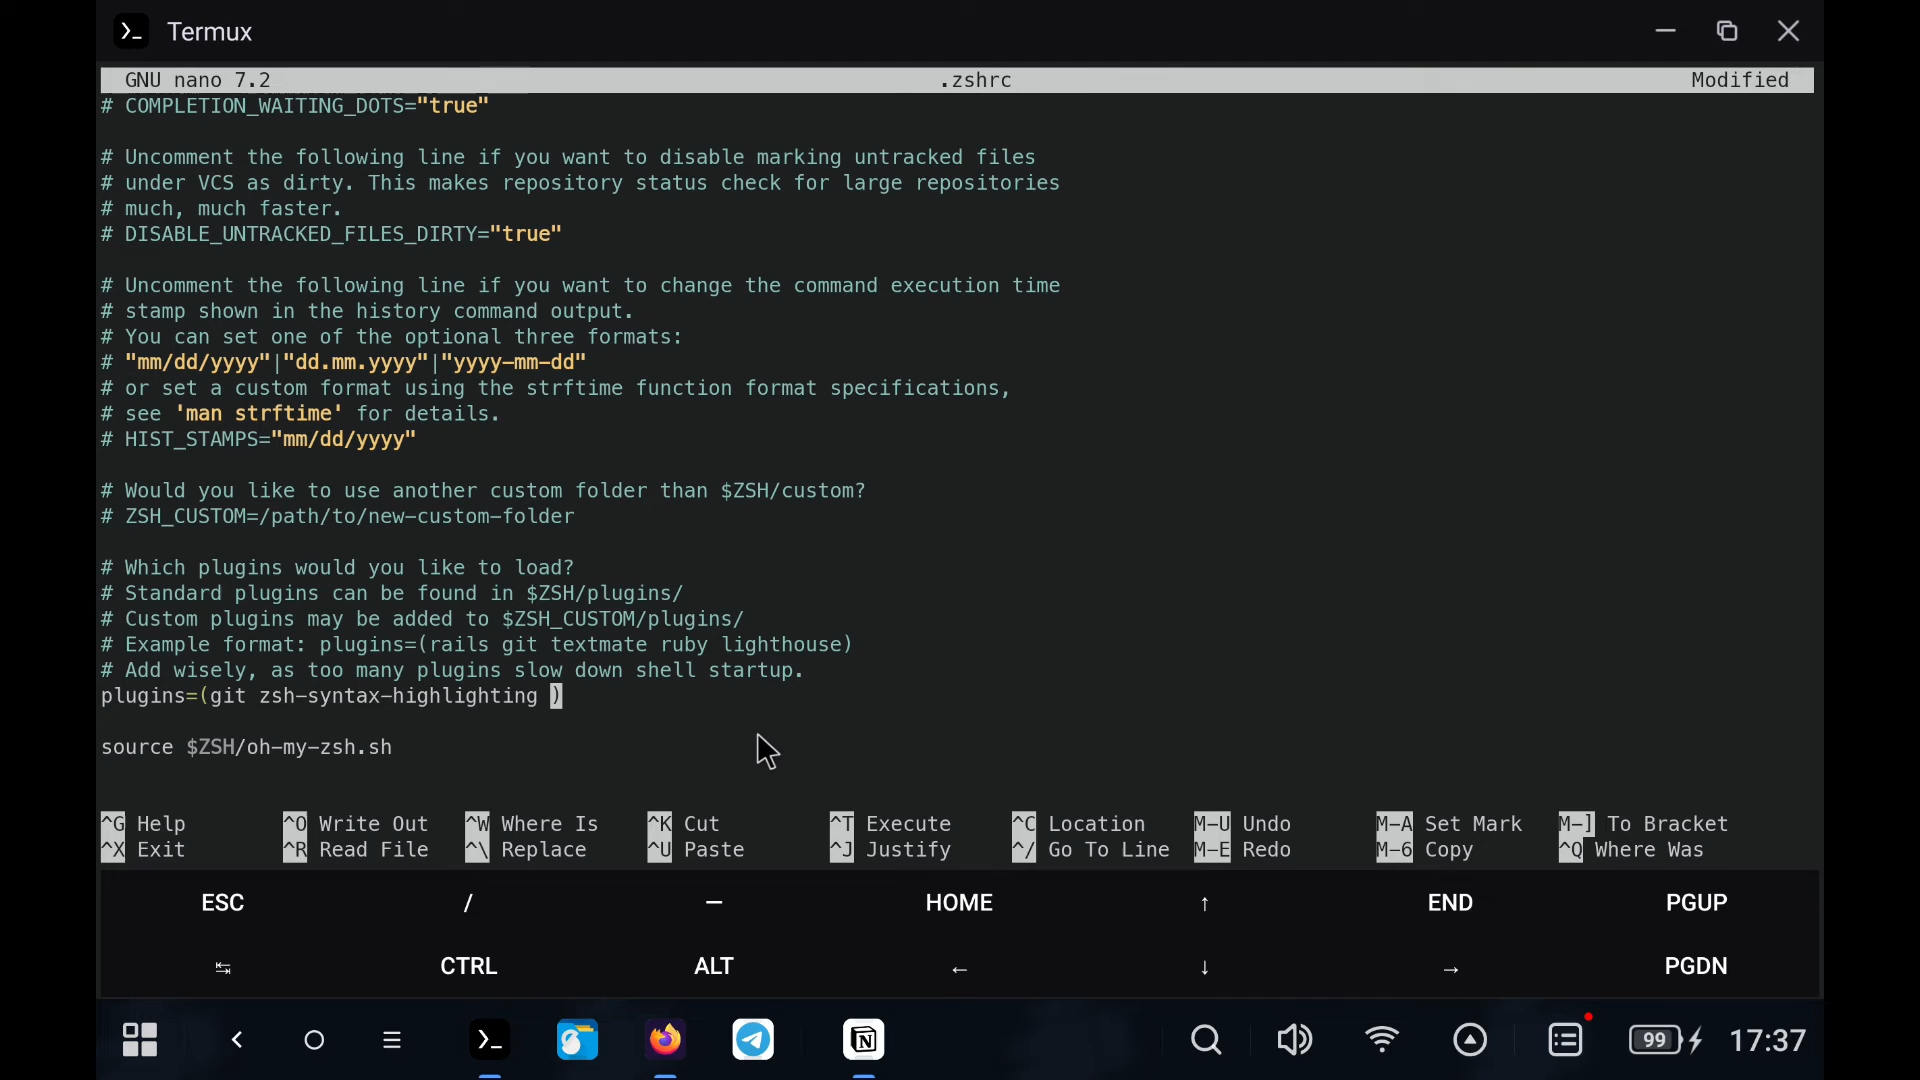 Termux
GNU nano 7.2 .zshrc Modified
# COMPLETION_WAITING_DOTS="true"
# Uncomment the following line if you want to disable marking untracked files
# under VCS as dirty. This makes repository status check for large repositories
# much, much faster.
# DISABLE_UNTRACKED_FILES_DIRTY="true"
# Uncomment the following line if you want to change the command execution time
# stamp shown in the history command output.
# You can set one of the optional three formats:
# "mm/dd/yyyy"|"dd.mm.yyyy"|"yyyy-mm-dd"
# or set a custom format using the strftime function format specifications,
# see 'man strftime' for details.
# HIST_STAMPS="mm/dd/yyyy"
# Would you like to use another custom folder than $ZSH/custom?
# ZSH_CUSTOM=/path/to/new-custom-folder
# Which plugins would you like to load?
# Standard plugins can be found in $ZSH/plugins/
# Custom plugins may be added to $ZSH_CUSTOM/plugins/
# Example format: plugins=(rails git textmate ruby lighthouse)
# Add wisely, as too many plugins slow down shell startup.
plugins=(git zsh-syntax-highlighting )
source $ZSH/oh-my-zsh.sh
^G Help ^O Write Out ^W Where Is ^K Cut ^T Execute ^C Location M-U Undo M-A Set Mark M-] To Bracket
^X Exit ^R Read File ^\ Replace ^U Paste ^J Justify ^/ Go To Line M-E Redo M-6 Copy ^Q Where Was
ESC / — HOME ↑ END PGUP
↹ CTRL ALT ← ↓ → PGDN
99 17:37